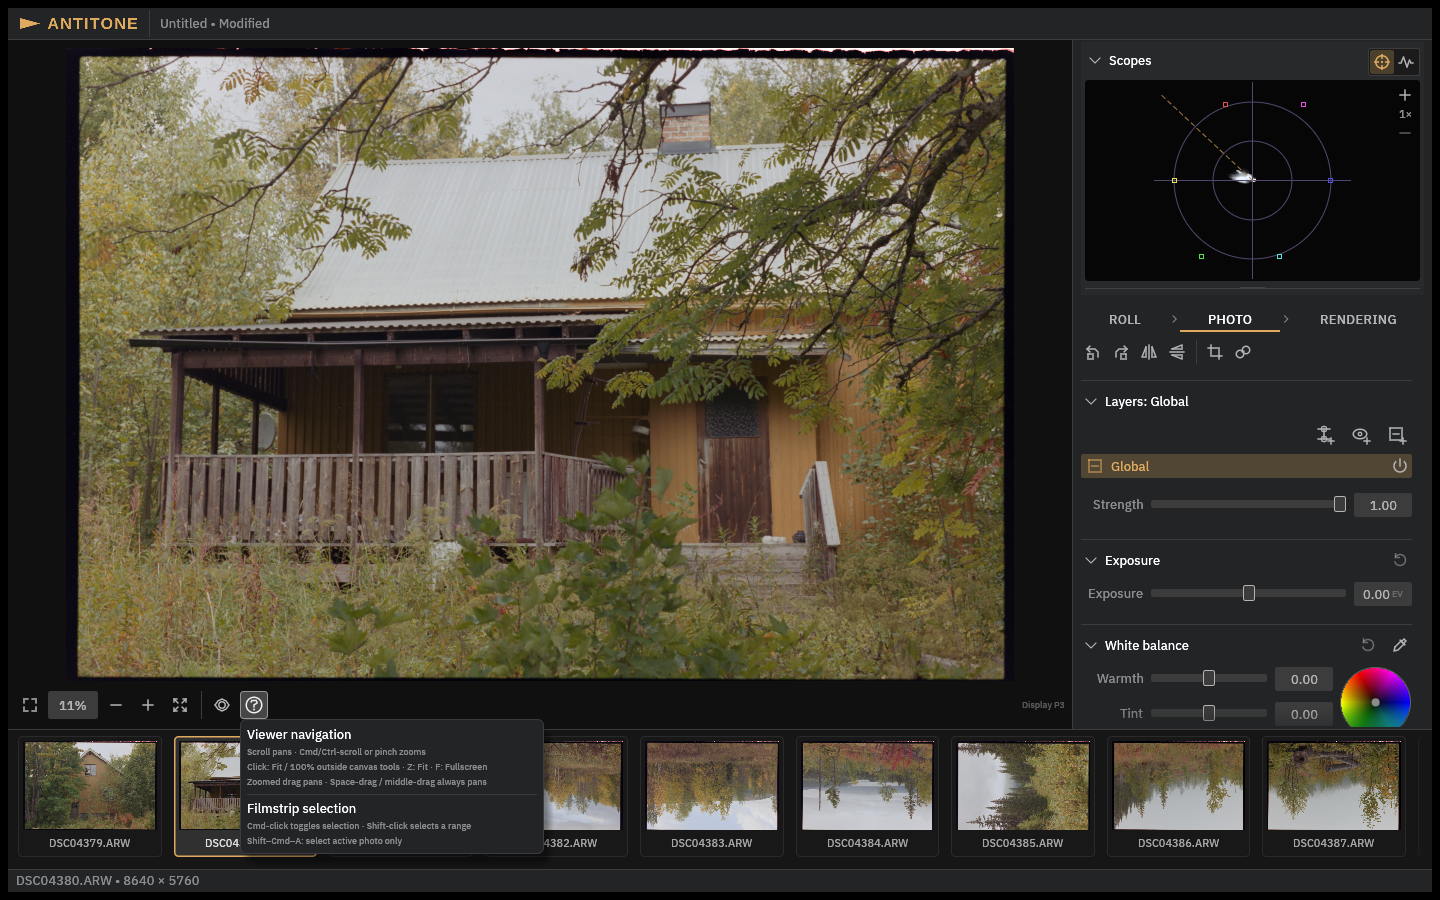 ANTITONE
Untitled • Modified
Scopes
1×
ROLL
PHOTO
RENDERING
Layers: Global
Global
Strength
1.00
Exposure
Exposure
0.00 EV
White balance
Warmth
0.00
Tint
0.00
11%
Display P3
Viewer navigation
Scroll pans · Cmd/Ctrl-scroll or pinch zooms
Click: Fit / 100% outside canvas tools · Z: Fit · F: Fullscreen
Zoomed drag pans · Space-drag / middle-drag always pans
Filmstrip selection
Cmd-click toggles selection · Shift-click selects a range
Shift–Cmd–A: select active photo only
DSC04379.ARW
DSC04
382.ARW
DSC04383.ARW
DSC04384.ARW
DSC04385.ARW
DSC04386.ARW
DSC04387.ARW
DSC04380.ARW • 8640 × 5760